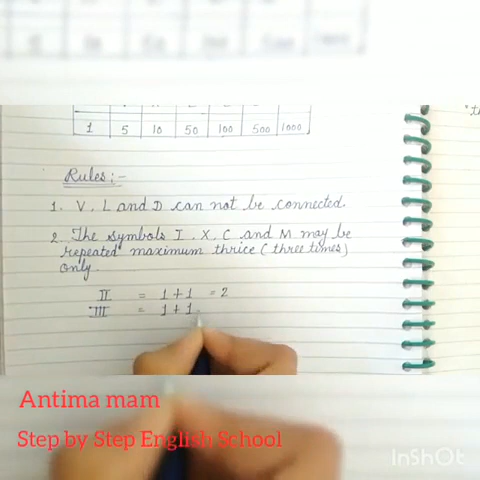 1 5 10 50 100 500 1000
Rules:-
1. V, L and D can not be connected.
2. The symbols I, X, C, and M may be
repeated maximum thrice (three times)
only.
II = 1+1 = 2
III = 1+1
Antima mam
Step by Step English School
InShOt